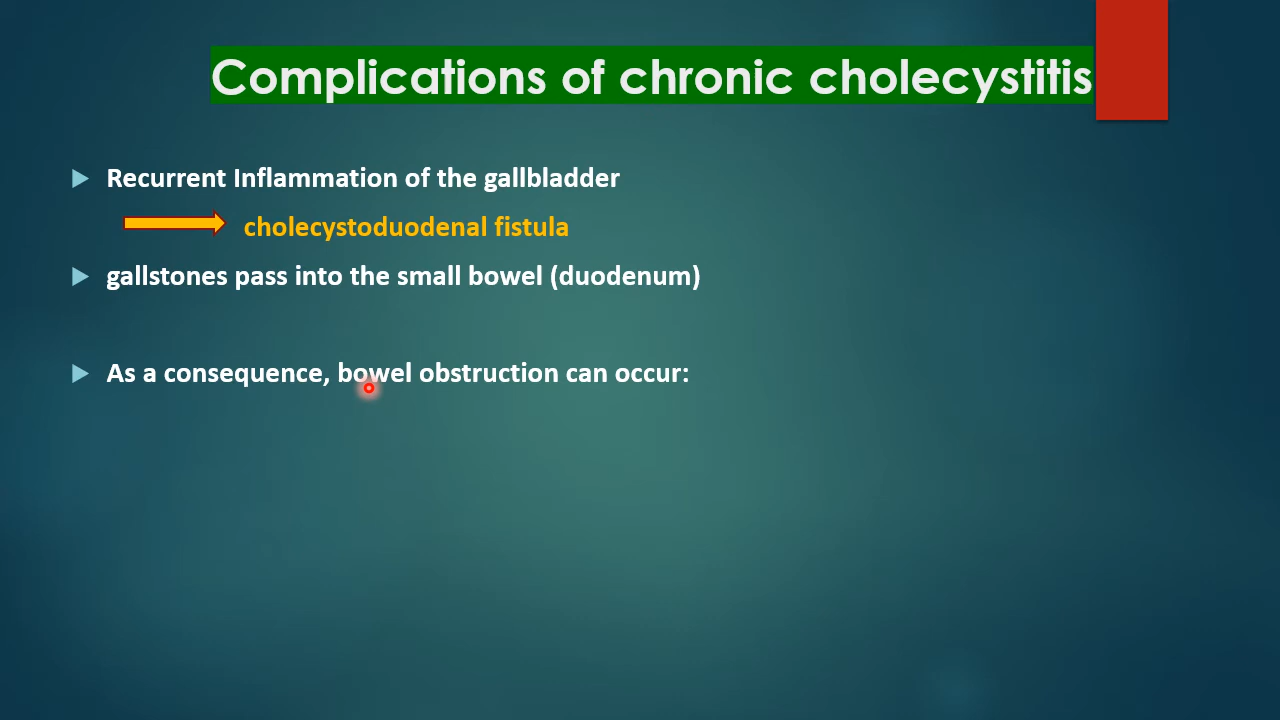 Complications of chronic cholecystitis
Recurrent Inflammation of the gallbladder
cholecystoduodenal fistula
gallstones pass into the small bowel (duodenum)
As a consequence, bowel obstruction can occur: